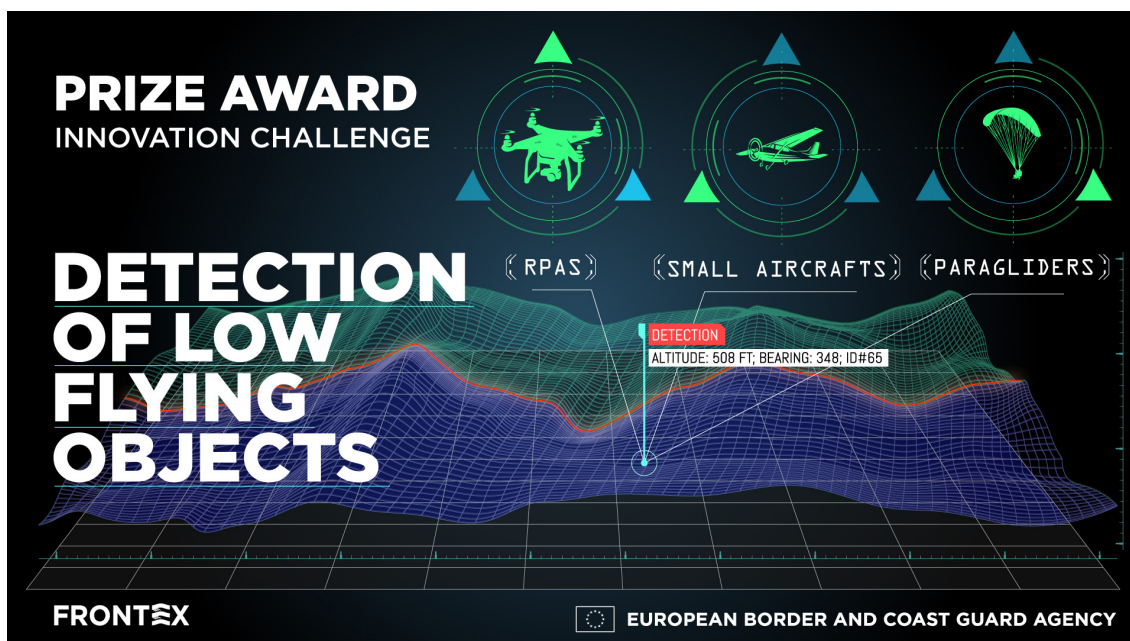 PRIZE AWARD
INNOVATION CHALLENGE
DETECTION
OF LOW
FLYING
OBJECTS
RPAS
SMALL AIRCRAFTS
PARAGLIDERS
DETECTION
ALTITUDE: 508 FT; BEARING: 348; ID#65
FRONTEX
EUROPEAN BORDER AND COAST GUARD AGENCY